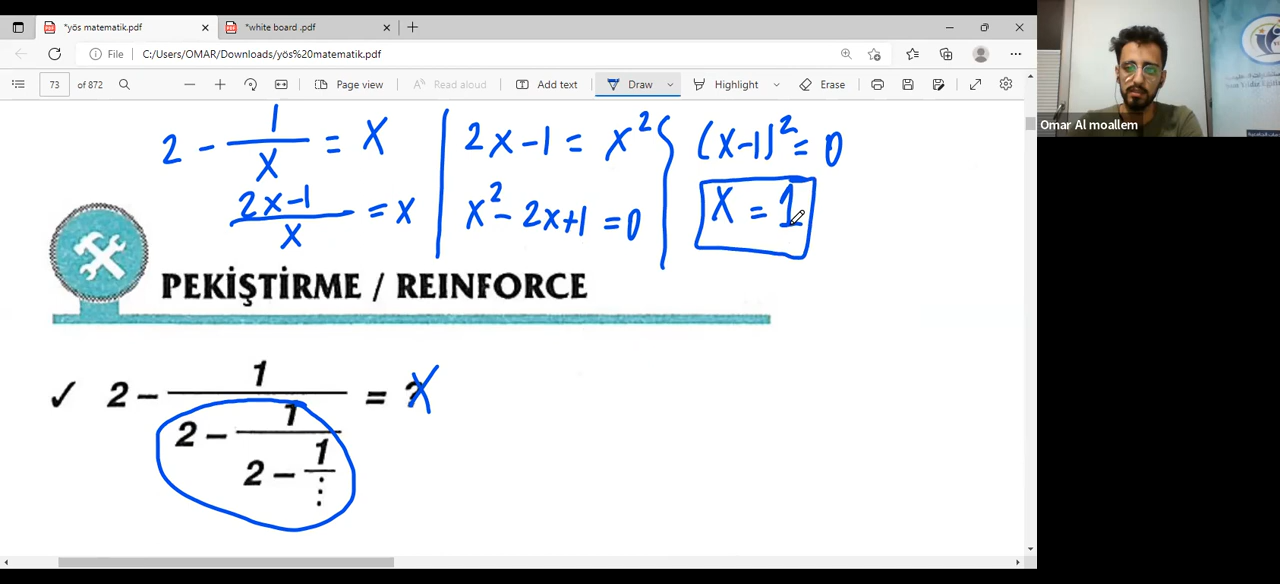 *yös matematik.pdf
*white board .pdf
File C:/Users/OMAR/Downloads/yös%20matematik.pdf
73 of 872 Page view Read aloud Add text Draw Highlight Erase
2 - 1/x = x
2x-1/x = x
2x-1 = x²
x² - 2x+1 = 0
(x-1)² = 0
x = 1
PEKİŞTİRME / REINFORCE
✓ 2 - 1/(2 - 1/(2 - 1/⋮)) = ? x
Omar Al moallem